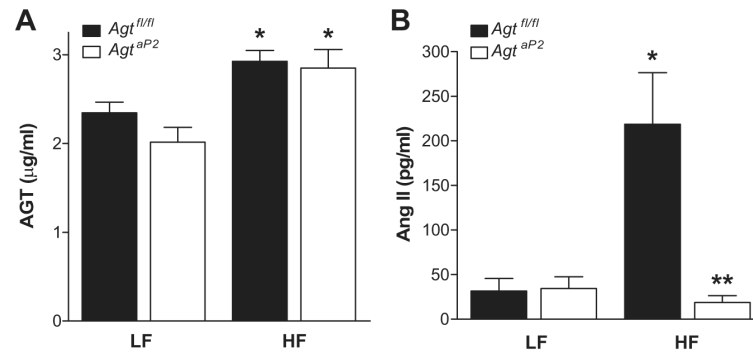 A
Agt fl/fl
Agt aP2
AGT (µg/ml)
3
2
1
0
*
*
LF
HF
B
Agt fl/fl
Agt aP2
Ang II (pg/ml)
300
250
200
150
100
50
0
*
**
LF
HF